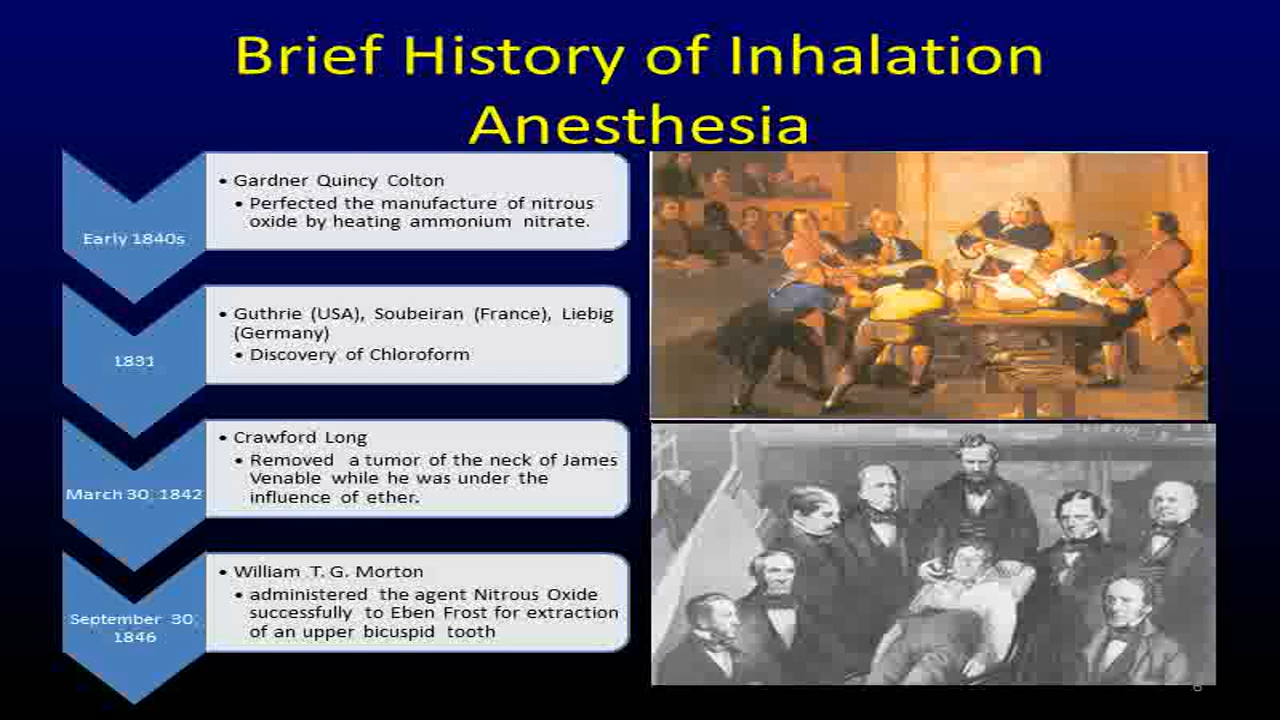 Brief History of Inhalation
Anesthesia
Early 1840s
• Gardner Quincy Colton
• Perfected the manufacture of nitrous
oxide by heating ammonium nitrate.
1831
• Guthrie (USA), Soubeiran (France), Liebig
(Germany)
• Discovery of Chloroform
March 30, 1842
• Crawford Long
• Removed a tumor of the neck of James
Venable while he was under the
influence of ether.
September 30,
1846
• William T. G. Morton
• administered the agent Nitrous Oxide
successfully to Eben Frost for extraction
of an upper bicuspid tooth
6